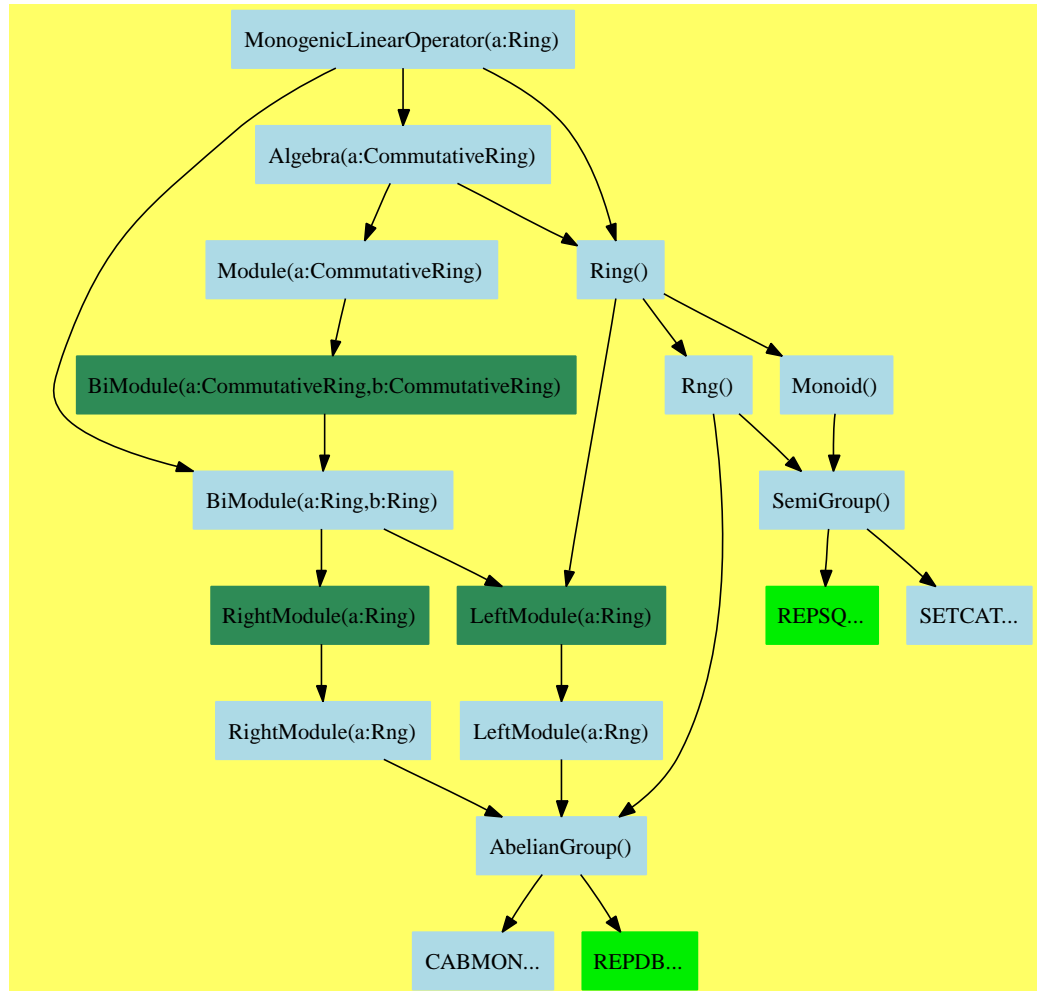 MonogenicLinearOperator(a:Ring)
Algebra(a:CommutativeRing)
Module(a:CommutativeRing)
Ring()
BiModule(a:CommutativeRing,b:CommutativeRing)
Rng()
Monoid()
BiModule(a:Ring,b:Ring)
SemiGroup()
RightModule(a:Ring)
LeftModule(a:Ring)
REPSQ...
SETCAT...
RightModule(a:Rng)
LeftModule(a:Rng)
AbelianGroup()
CABMON...
REPDB...